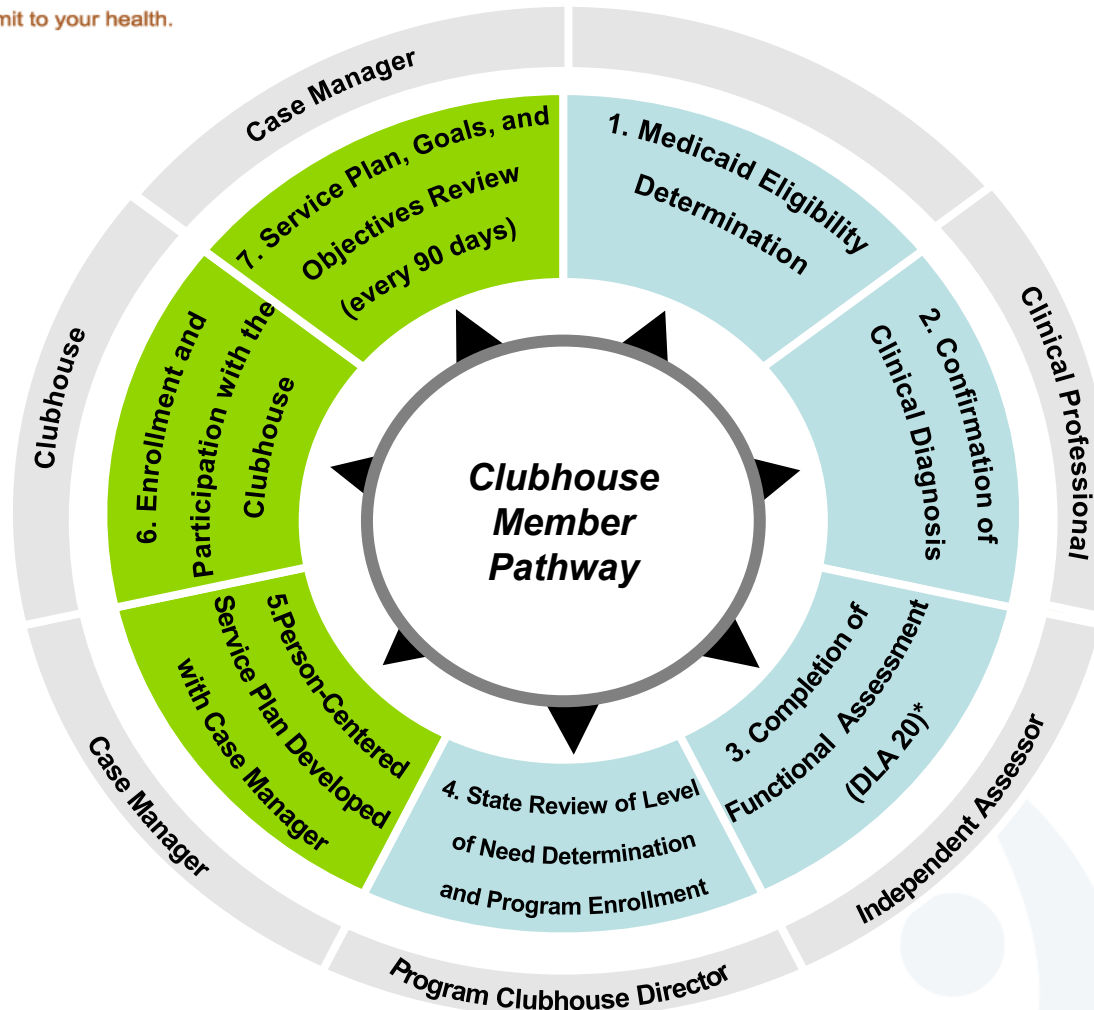 mit to your health.
Case Manager
7. Service Plan, Goals, and
Objectives Review
(every 90 days)
1. Medicaid Eligibility
Determination
Clinical Professional
2. Confirmation of
Clinical Diagnosis
Independent Assessor
3. Completion of
Functional Assessment
(DLA 20)*
4. State Review of Level
of Need Determination
and Program Enrollment
Program Clubhouse Director
5.Person-Centered
Service Plan Developed
with Case Manager
Case Manager
6. Enrollment and
Participation with the
Clubhouse
Clubhouse
Clubhouse
Member
Pathway